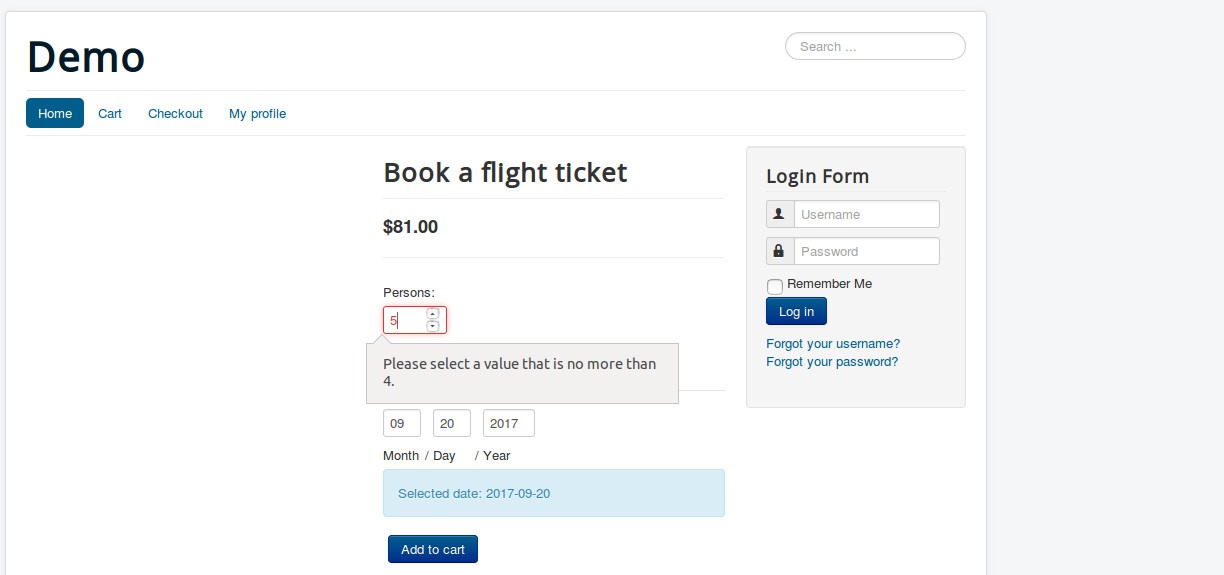 Demo
Search ...
Home Cart Checkout My profile
Book a flight ticket
$81.00
Persons:
5
Please select a value that is no more than
4.
09 20 2017
Month / Day / Year
Selected date: 2017-09-20
Add to cart
Login Form
Username
Password
Remember Me
Log in
Forgot your username?
Forgot your password?